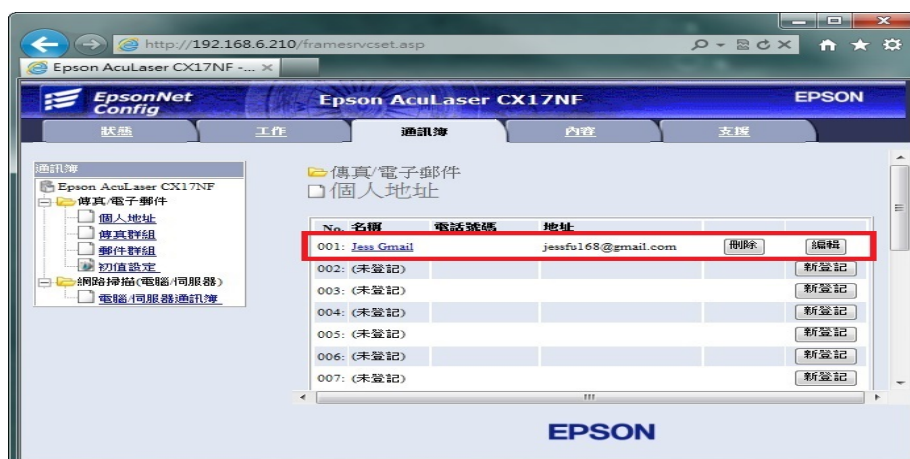 http://192.168.6.210/framesrvcset.asp
Epson AcuLaser CX17NF -...
EpsonNet Config
Epson AcuLaser CX17NF
EPSON
狀態 工作 通訊簿 內容 支援
通訊簿
Epson AcuLaser CX17NF
傳真/電子郵件
個人地址
傳真群組
郵件群組
初值設定
網路掃描(電腦/伺服器)
電腦/伺服器通訊簿
傳真/電子郵件
個人地址
No. 名稱 電話號碼 地址
001: Jess Gmail jessfu168@gmail.com 刪除 編輯
002: (未登記) 新登記
003: (未登記) 新登記
004: (未登記) 新登記
005: (未登記) 新登記
006: (未登記) 新登記
007: (未登記) 新登記
EPSON